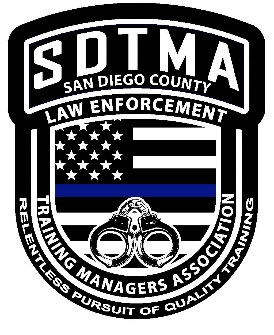 SDTMA
SAN DIEGO COUNTY
LAW ENFORCEMENT
TRAINING MANAGERS ASSOCIATION
RELENTLESS PURSUIT OF QUALITY TRAINING